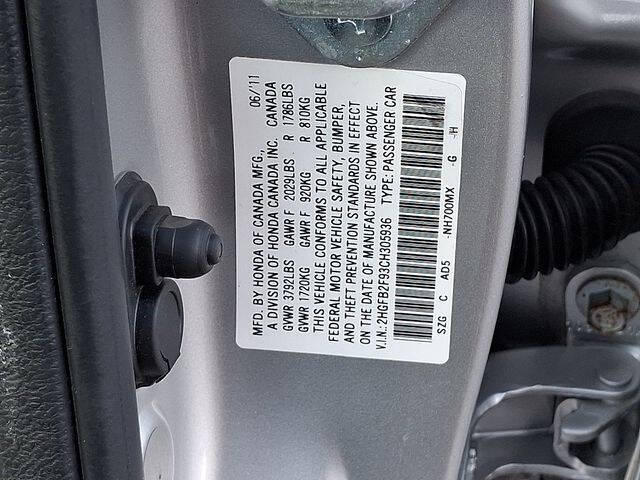 MFD. BY HONDA OF CANADA MFG., 06/11
A DIVISION OF HONDA CANADA INC. CANADA
GVWR 3792LBS GAWR F 2029LBS R 1786LBS
GVWR 1720KG GAWR F 920KG R 810KG
THIS VEHICLE CONFORMS TO ALL APPLICABLE
FEDERAL MOTOR VEHICLE SAFETY, BUMPER,
AND THEFT PREVENTION STANDARDS IN EFFECT
ON THE DATE OF MANUFACTURE SHOWN ABOVE.
V.I.N.: 2HGFB2F93CH305936 TYPE: PASSENGER CAR
SZG C AD5 -NH700MX -G -H